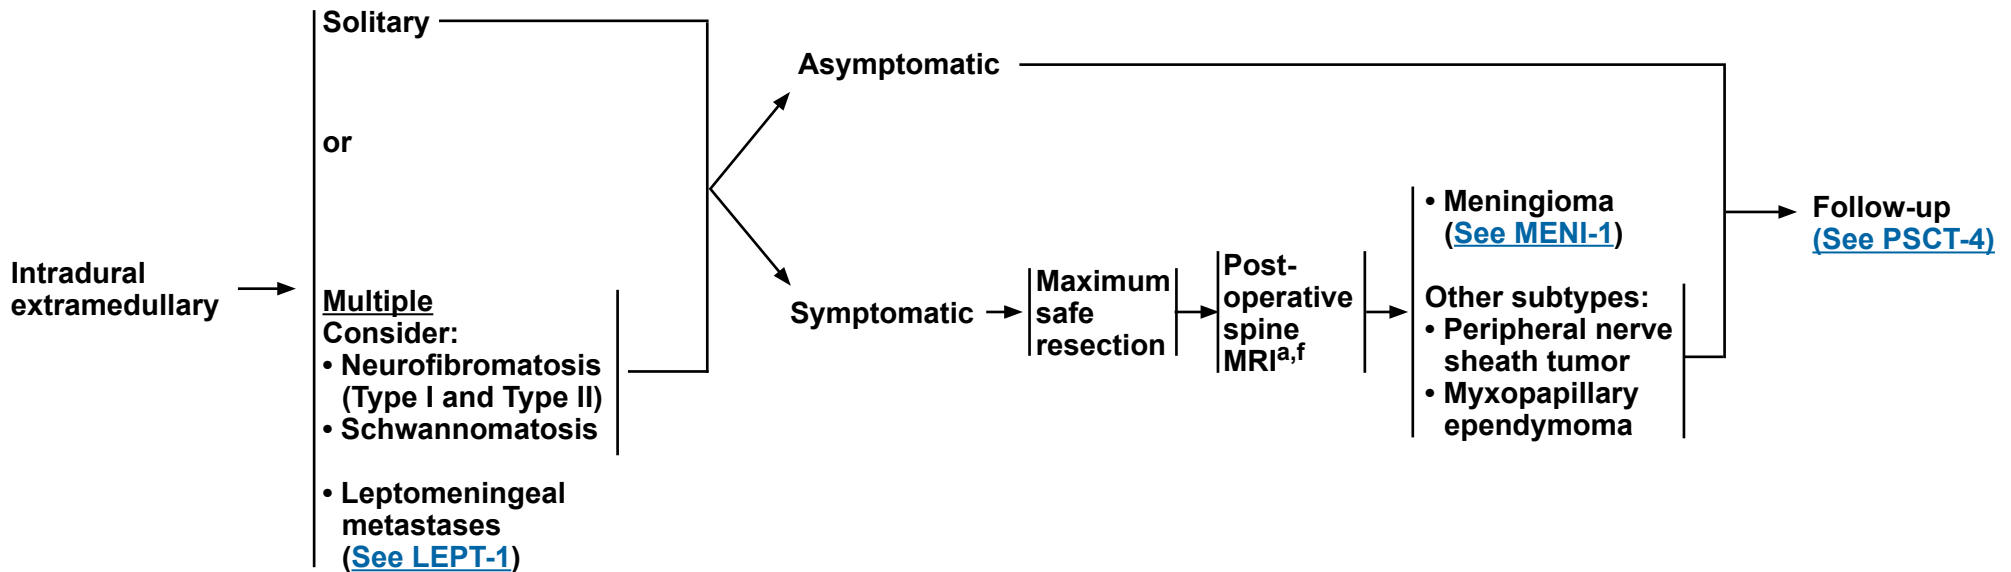 Intradural
extramedullary
Solitary
or
Multiple
Consider:
• Neurofibromatosis
(Type I and Type II)
• Schwannomatosis
• Leptomeningeal
metastases
(See LEPT-1)
Asymptomatic
Symptomatic
Maximum
safe
resection
Post-
operative
spine
MRIa,f
• Meningioma
(See MENI-1)
Other subtypes:
• Peripheral nerve
sheath tumor
• Myxopapillary
ependymoma
Follow-up
(See PSCT-4)